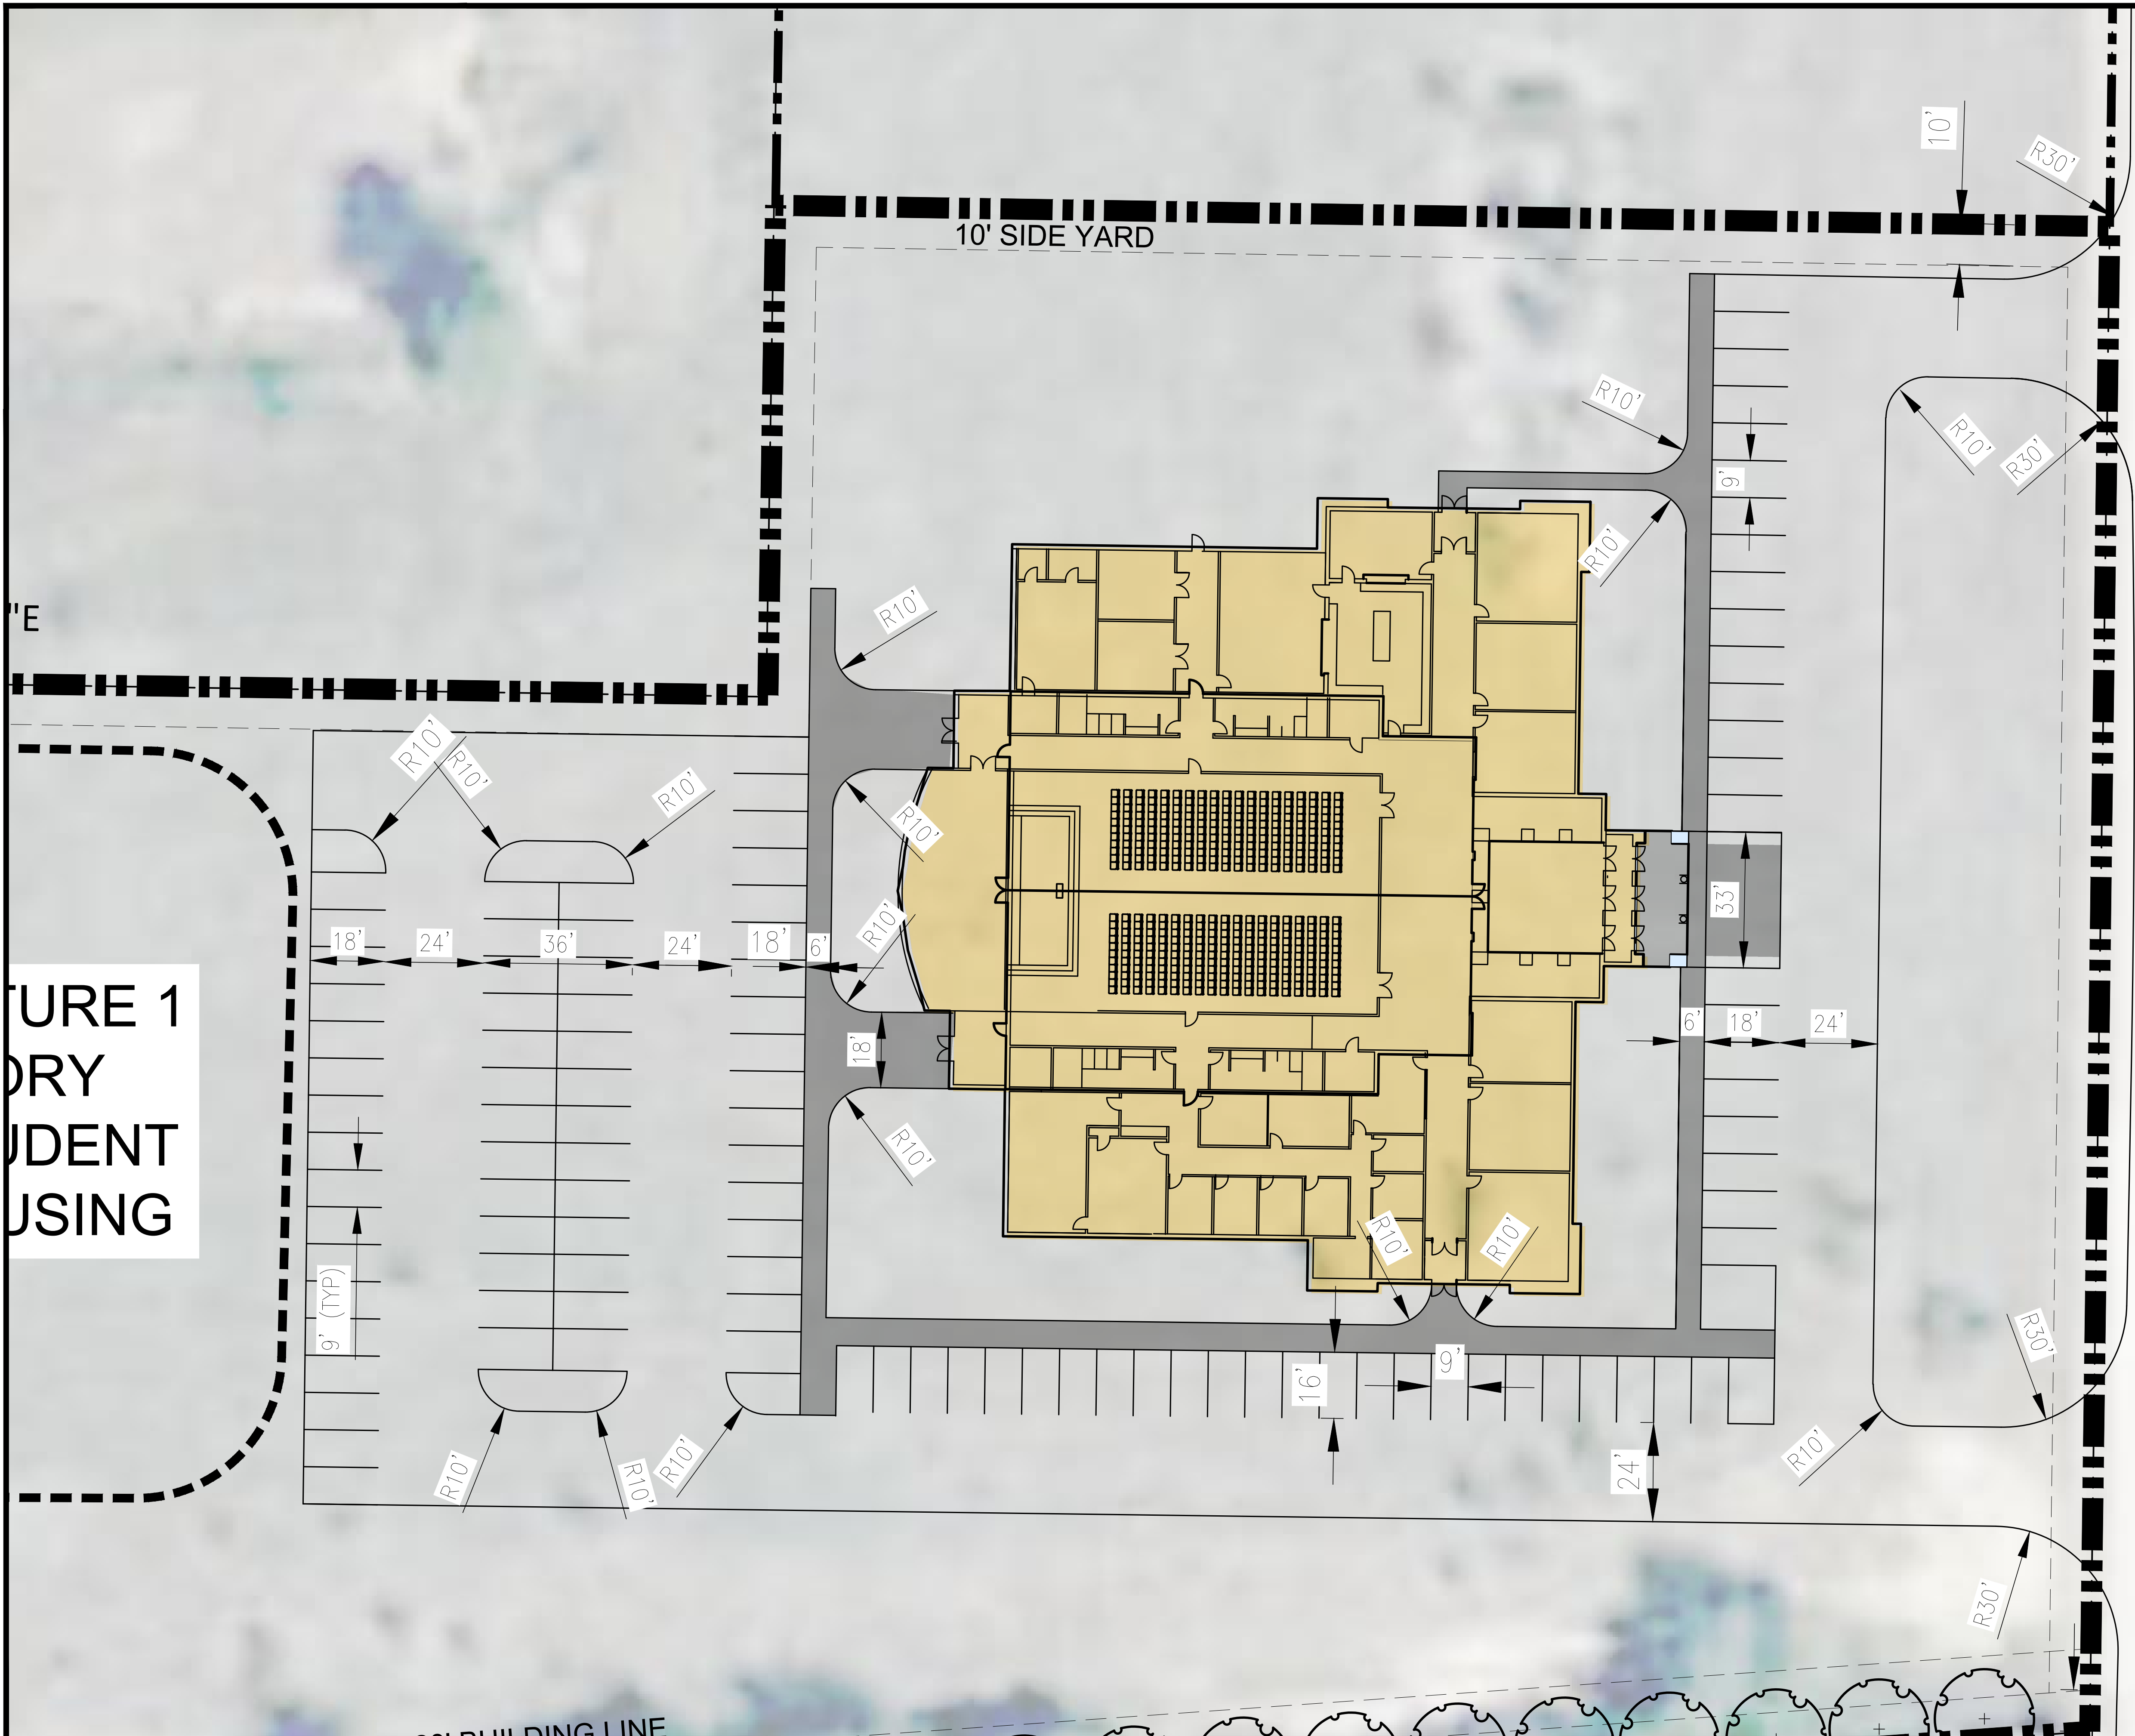 10'
R30'
10' SIDE YARD
R10'
R10'
R30'
9'
R10'
R10'
"E
R10'
R10'
R10'
R10'
R10'
33'
R10'
18'
24'
36'
24'
18'
6'
6'
18'
24'
18'
TURE 1
ORY
UDENT
USING
R10'
R10'
R10'
9' (TYP)
R30'
16'
9'
R10'
24'
R10'
R10'
R10'
R30'
BUILDING LINE